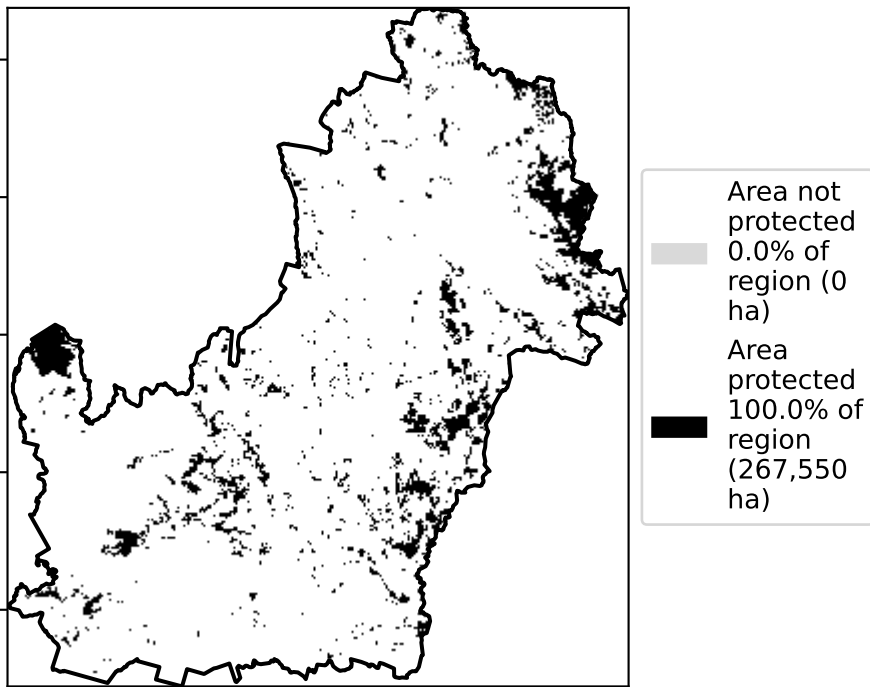 Area not
protected
0.0% of
region (0
ha)
Area
protected
100.0% of
region
(267,550
ha)